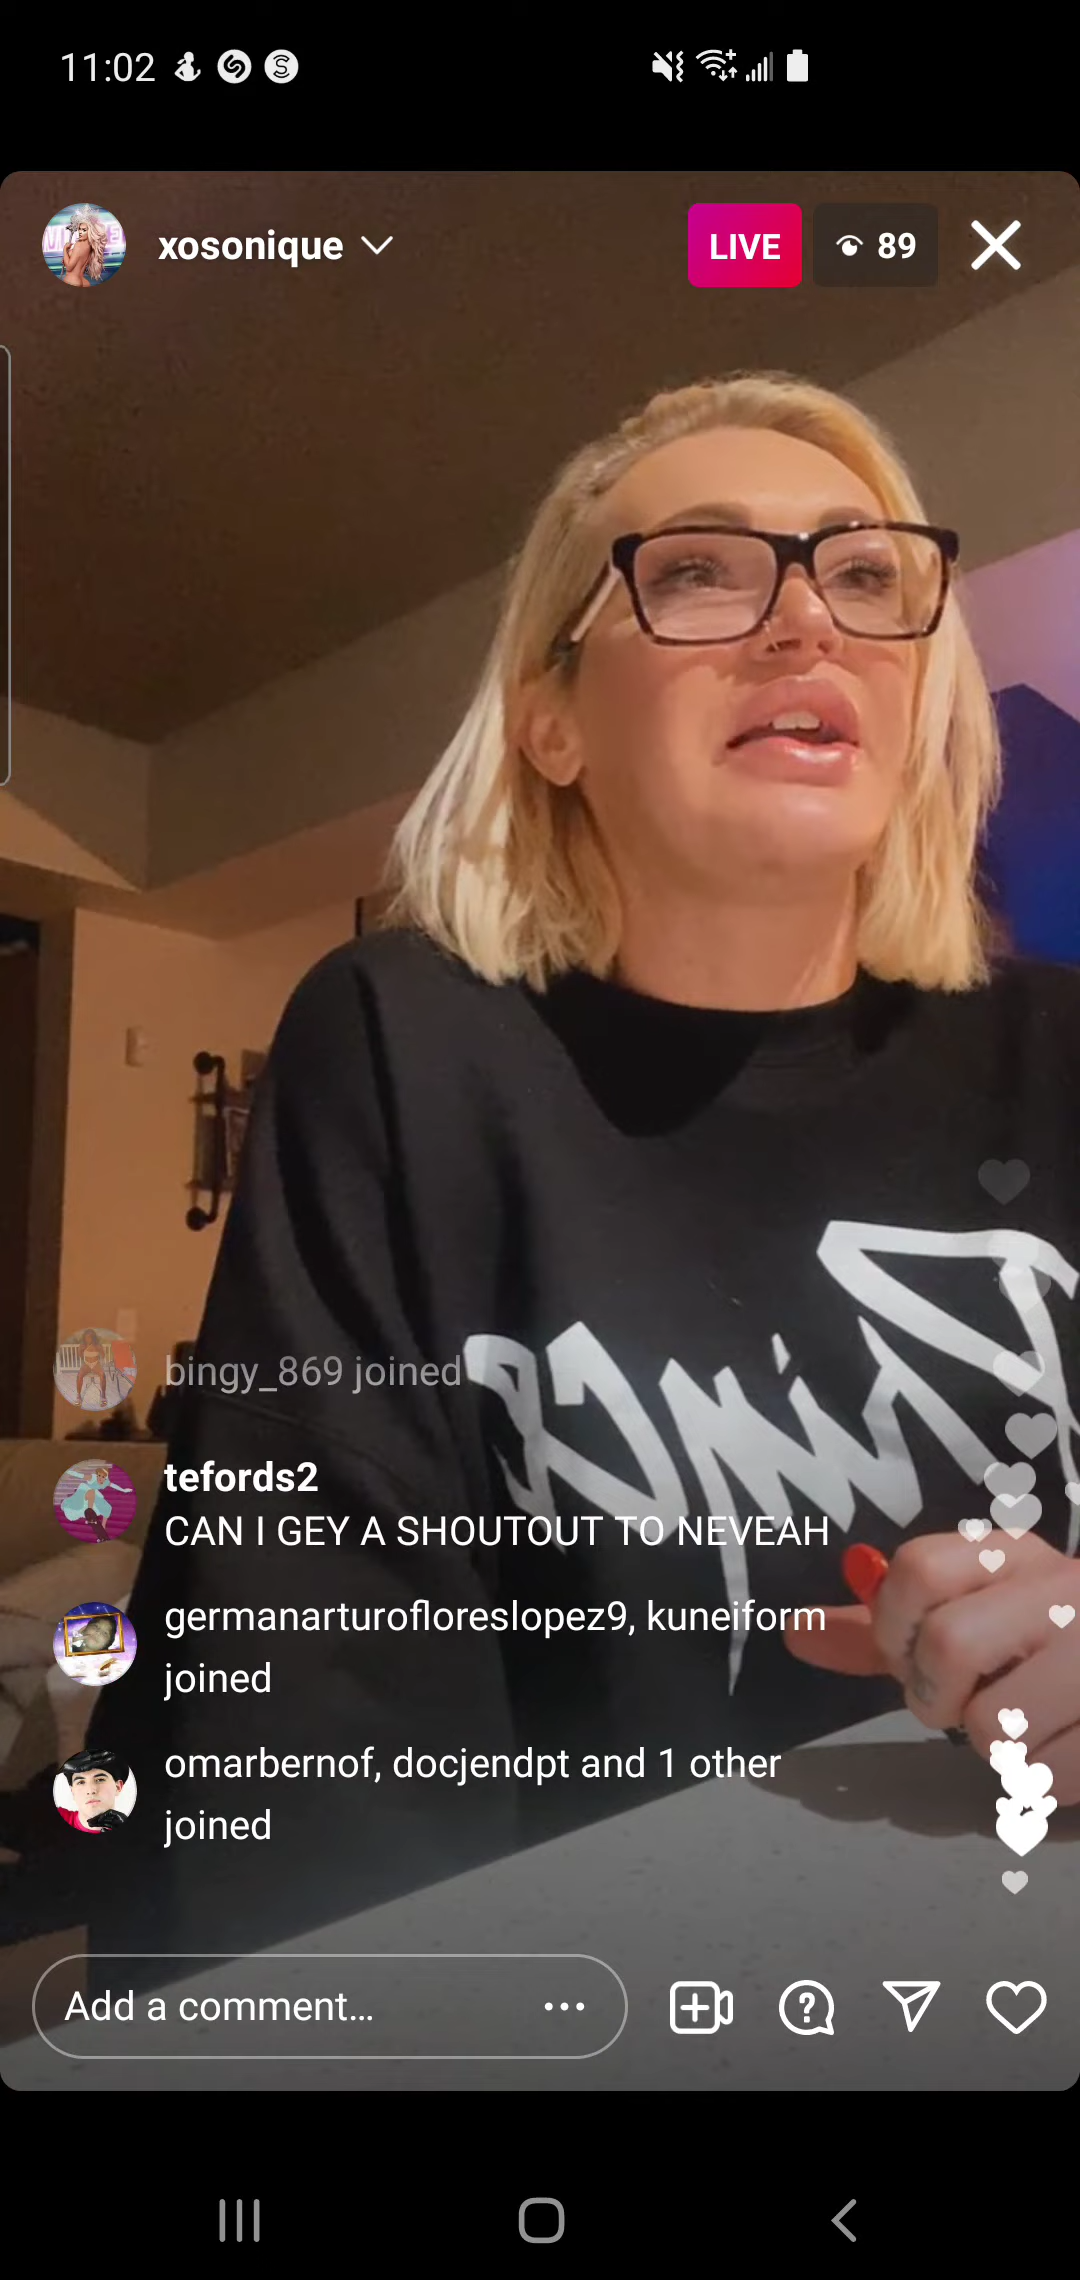 11:02
xosonique
LIVE
89
bingy_869 joined
tefords2
CAN I GEY A SHOUTOUT TO NEVEAH
germanarturofloreslopez9, kuneiform
joined
omarbernof, docjendpt and 1 other
joined
Add a comment...